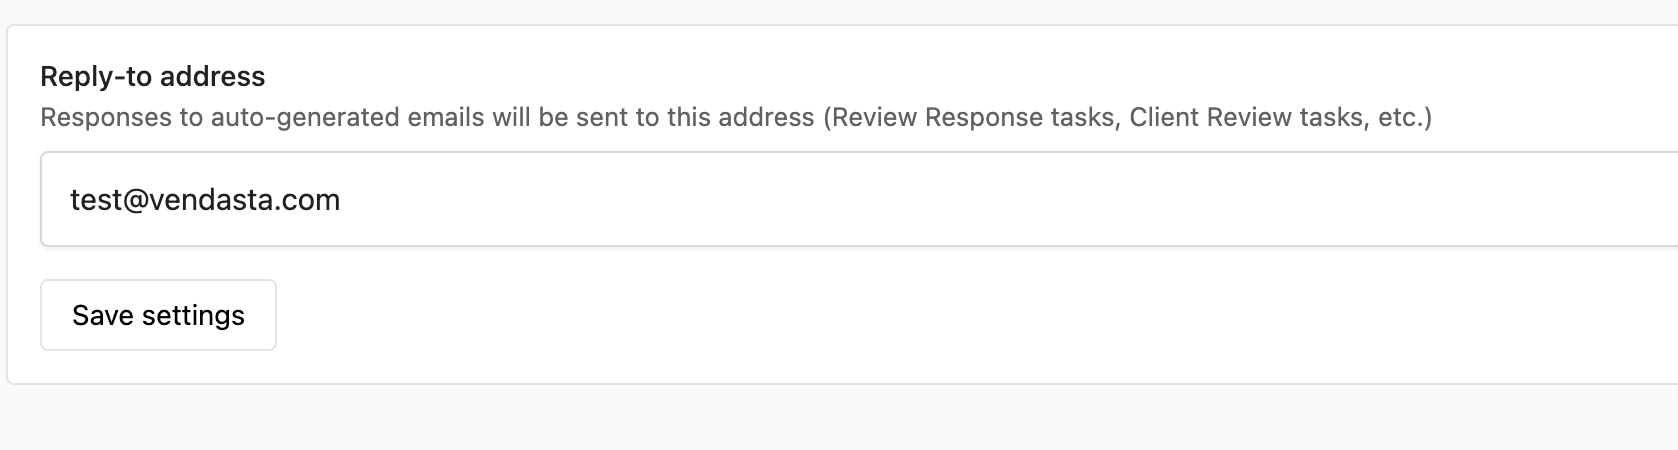 Reply-to address
Responses to auto-generated emails will be sent to this address (Review Response tasks, Client Review tasks, etc.)
test@vendasta.com
Save settings